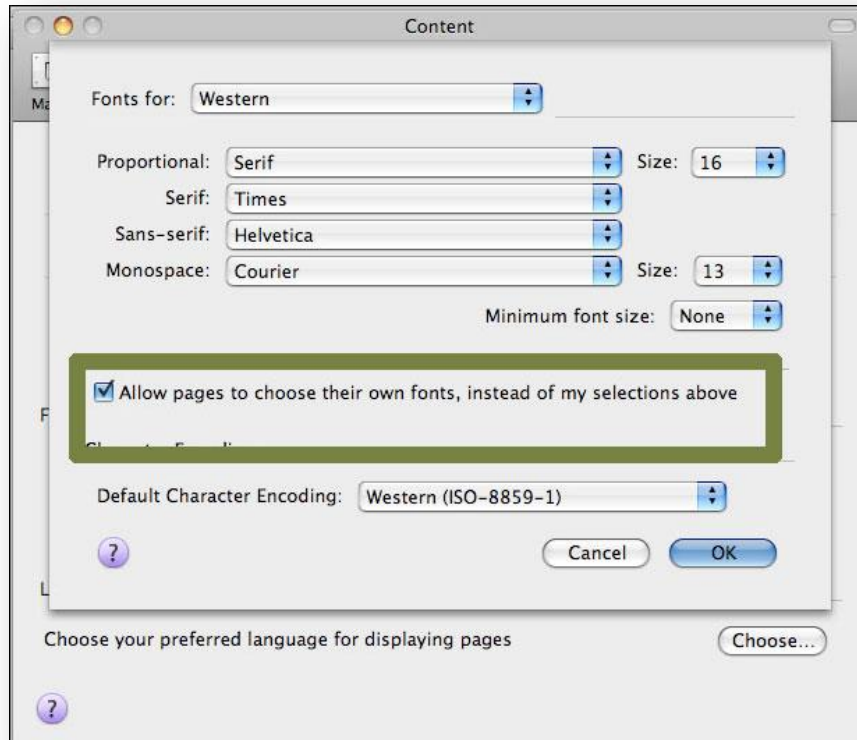 Content
Ma
Fonts for: Western
Proportional: Serif Size: 16
Serif: Times
Sans-serif: Helvetica
Monospace: Courier Size: 13
Minimum font size: None
Allow pages to choose their own fonts, instead of my selections above
F
Default Character Encoding: Western (ISO-8859-1)
? Cancel OK
L
Choose your preferred language for displaying pages Choose...
?